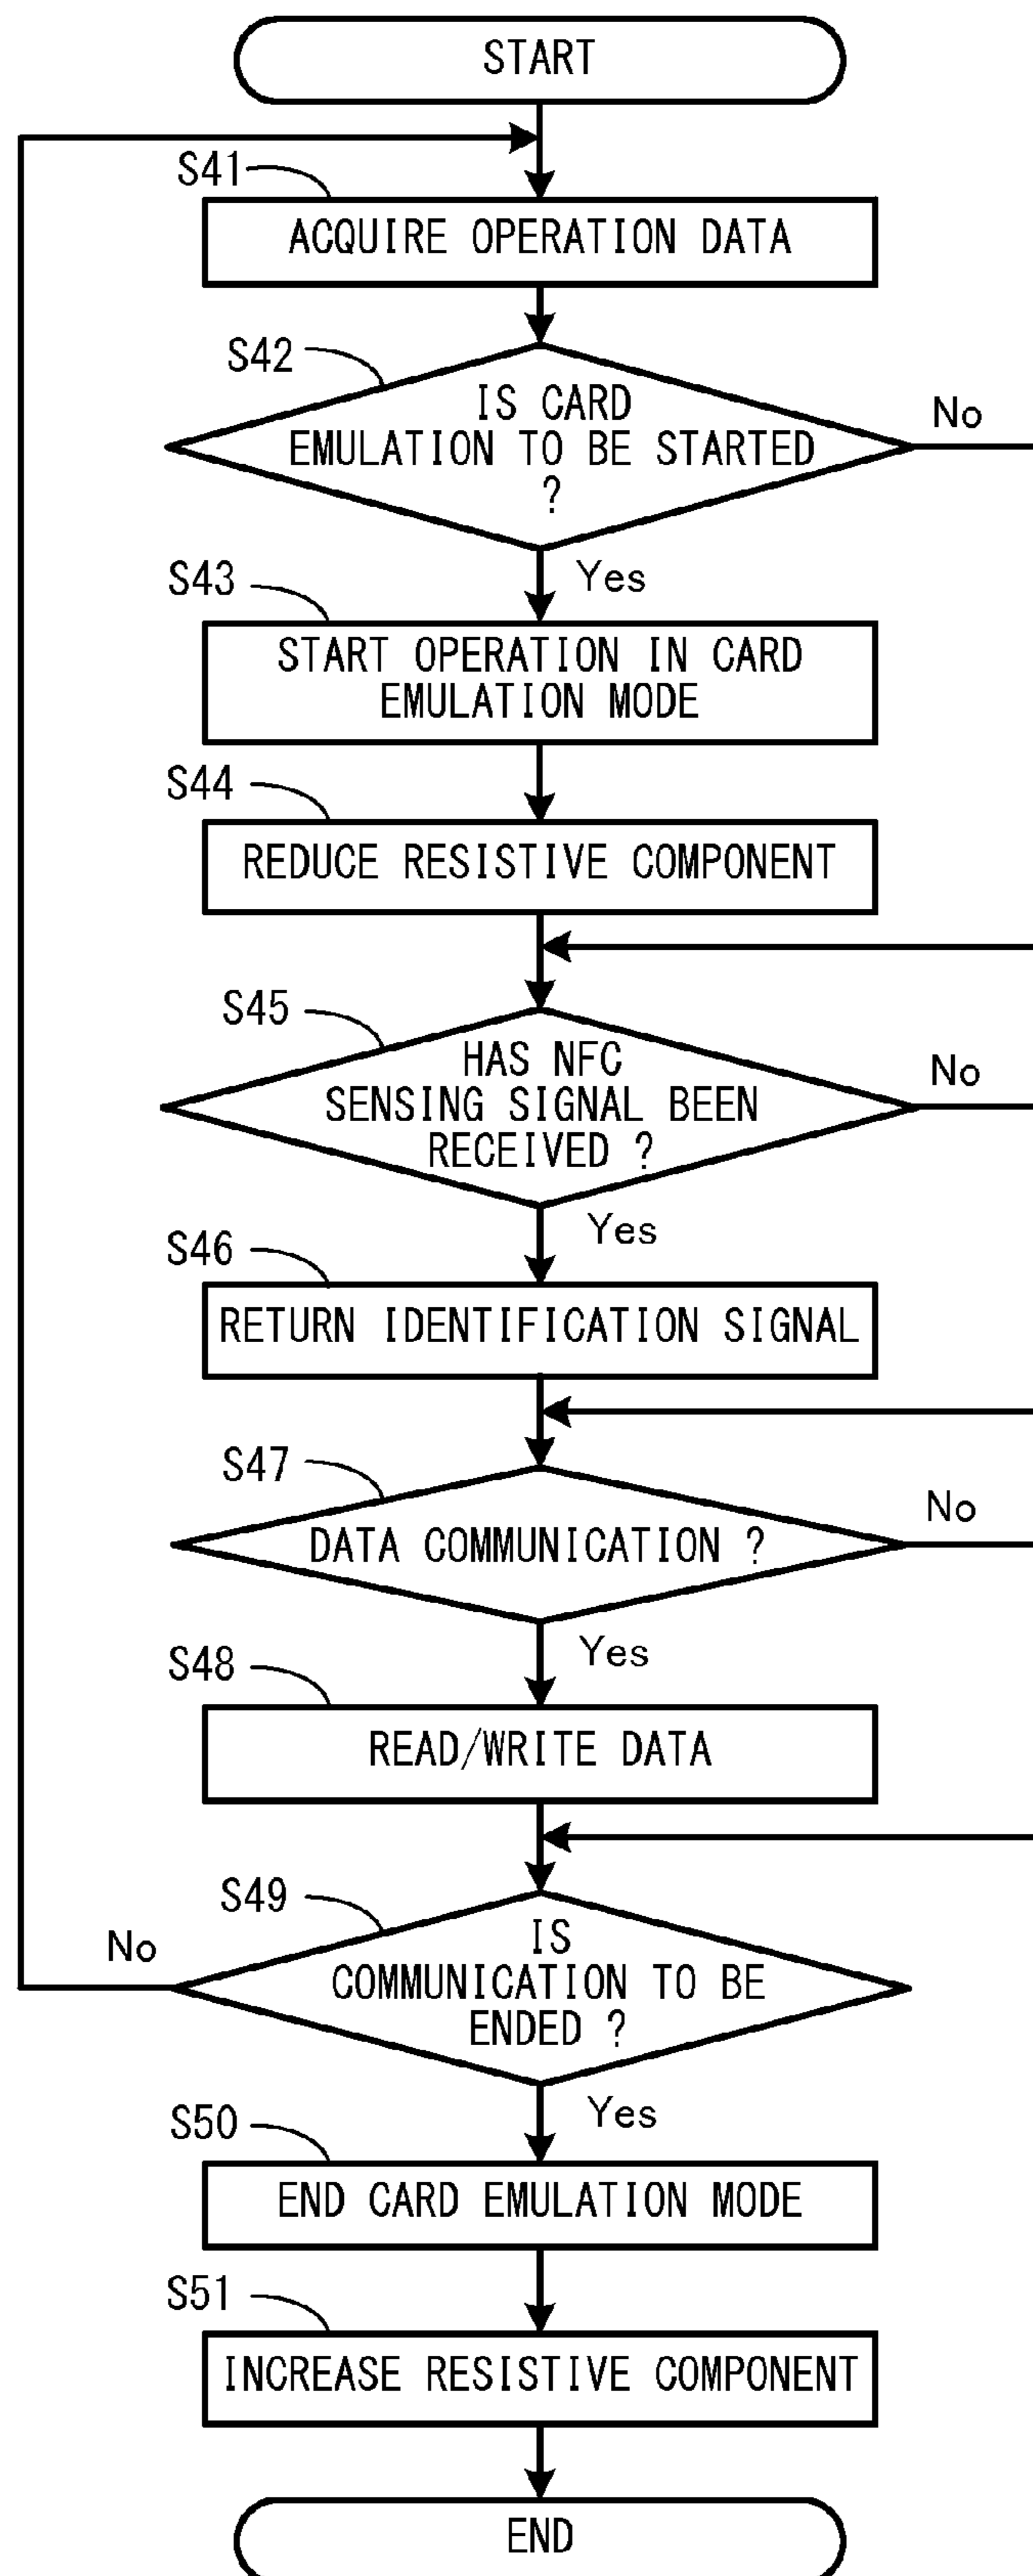 START
S41
ACQUIRE OPERATION DATA
S42
IS CARD
EMULATION TO BE STARTED
?
No
Yes
S43
START OPERATION IN CARD
EMULATION MODE
S44
REDUCE RESISTIVE COMPONENT
S45
HAS NFC
SENSING SIGNAL BEEN
RECEIVED ?
No
Yes
S46
RETURN IDENTIFICATION SIGNAL
S47
DATA COMMUNICATION ?
No
Yes
S48
READ/WRITE DATA
S49
IS
COMMUNICATION TO BE
ENDED ?
No
Yes
S50
END CARD EMULATION MODE
S51
INCREASE RESISTIVE COMPONENT
END